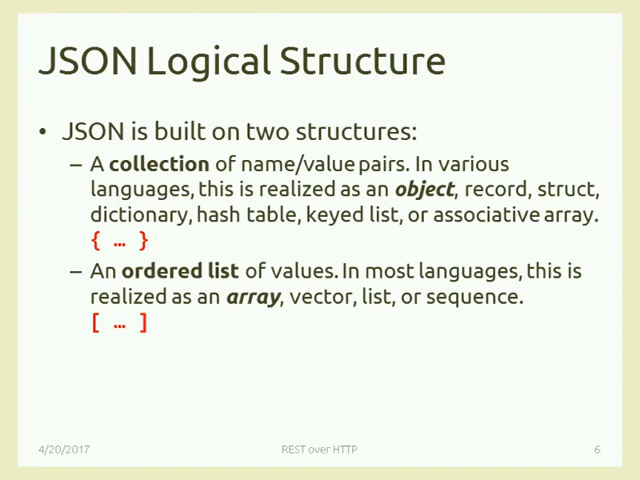 JSON Logical Structure
• JSON is built on two structures:
– A collection of name/value pairs. In various
languages, this is realized as an object, record, struct,
dictionary, hash table, keyed list, or associative array.
{ … }
– An ordered list of values. In most languages, this is
realized as an array, vector, list, or sequence.
[ … ]
4/20/2017 REST over HTTP 6